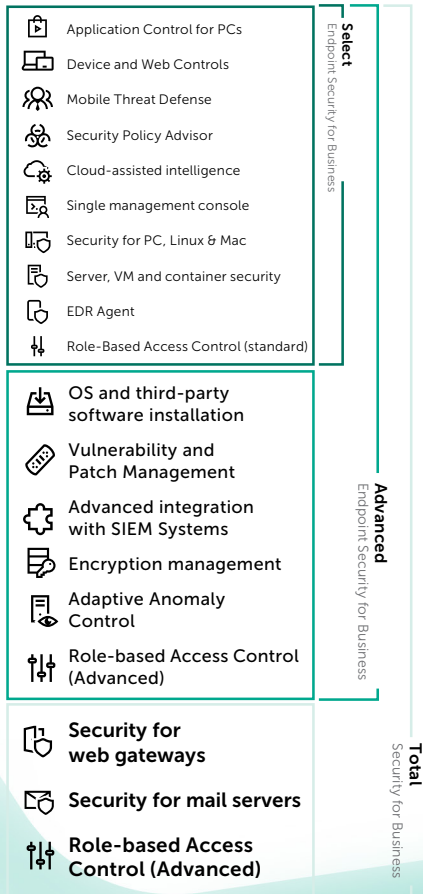 Application Control for PCs
Device and Web Controls
Mobile Threat Defense
Security Policy Advisor
Cloud-assisted intelligence
Single management console
Security for PC, Linux & Mac
Server, VM and container security
EDR Agent
Role-Based Access Control (standard)
Select
Endpoint Security for Business
OS and third-party
software installation
Vulnerability and
Patch Management
Advanced integration
with SIEM Systems
Encryption management
Adaptive Anomaly
Control
Role-based Access Control
(Advanced)
Advanced
Endpoint Security for Business
Security for
web gateways
Security for mail servers
Role-based Access
Control (Advanced)
Total
Security for Business